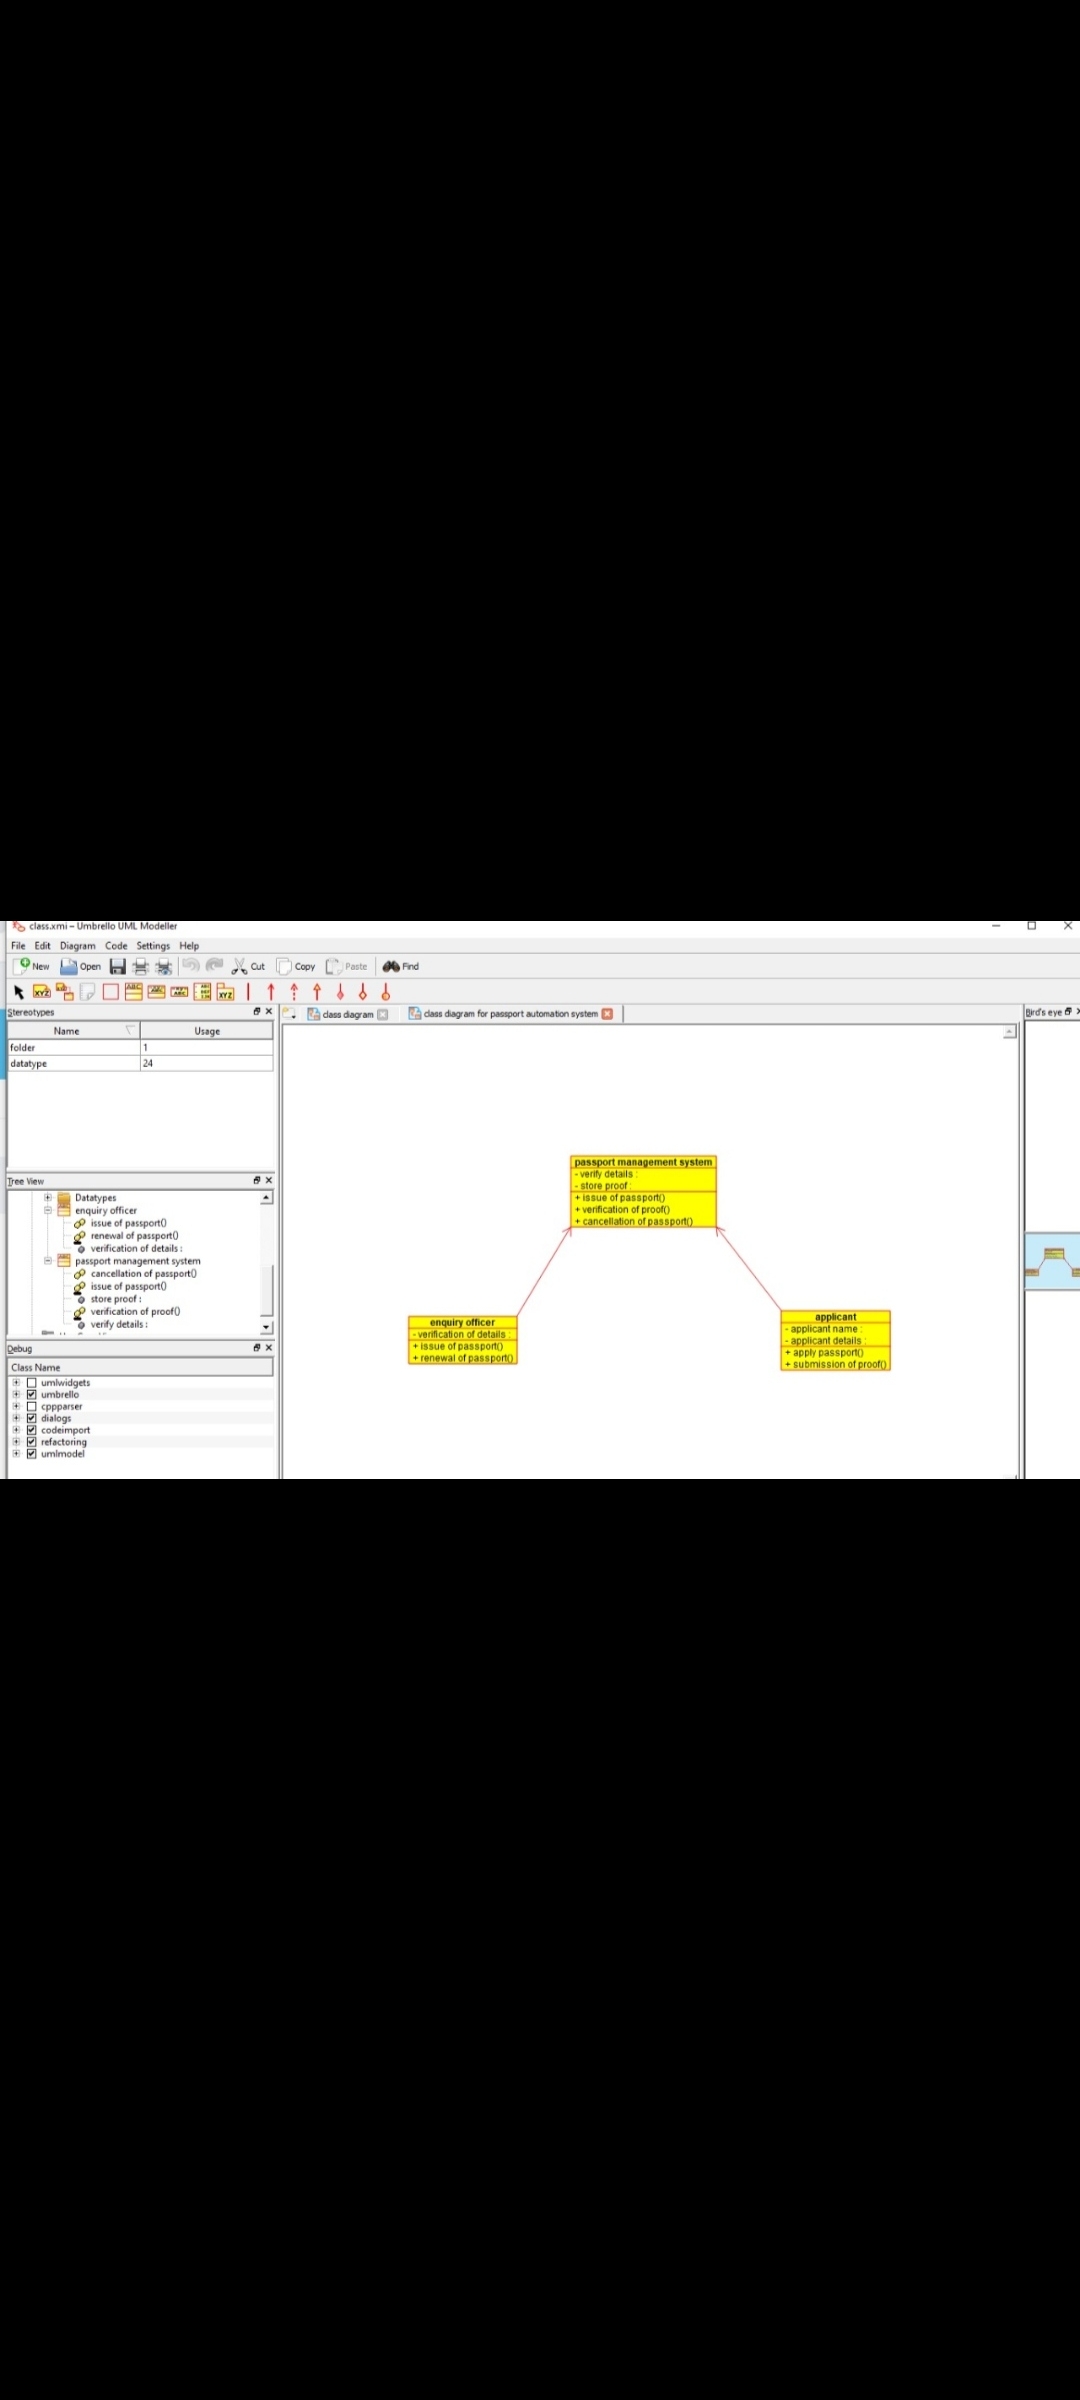 class.xmi – Umbrello UML Modeller
File Edit Diagram Code Settings Help
New Open Cut Copy Paste Find
Stereotypes
Name Usage
folder 1
datatype 24
Tree View
Datatypes
enquiry officer
issue of passport()
renewal of passport()
verification of details :
passport management system
cancellation of passport()
issue of passport()
store proof :
verification of proof()
verify details :
Debug
Class Name
umlwidgets
umbrello
cppparser
dialogs
codeimport
refactoring
umlmodel
class diagram
class diagram for passport automation system
passport management system
- verify details :
- store proof :
+ issue of passport()
+ verification of proof()
+ cancellation of passport()
enquiry officer
- verification of details :
+ issue of passport()
+ renewal of passport()
applicant
- applicant name :
- applicant details :
+ apply passport()
+ submission of proof()
Bird's eye